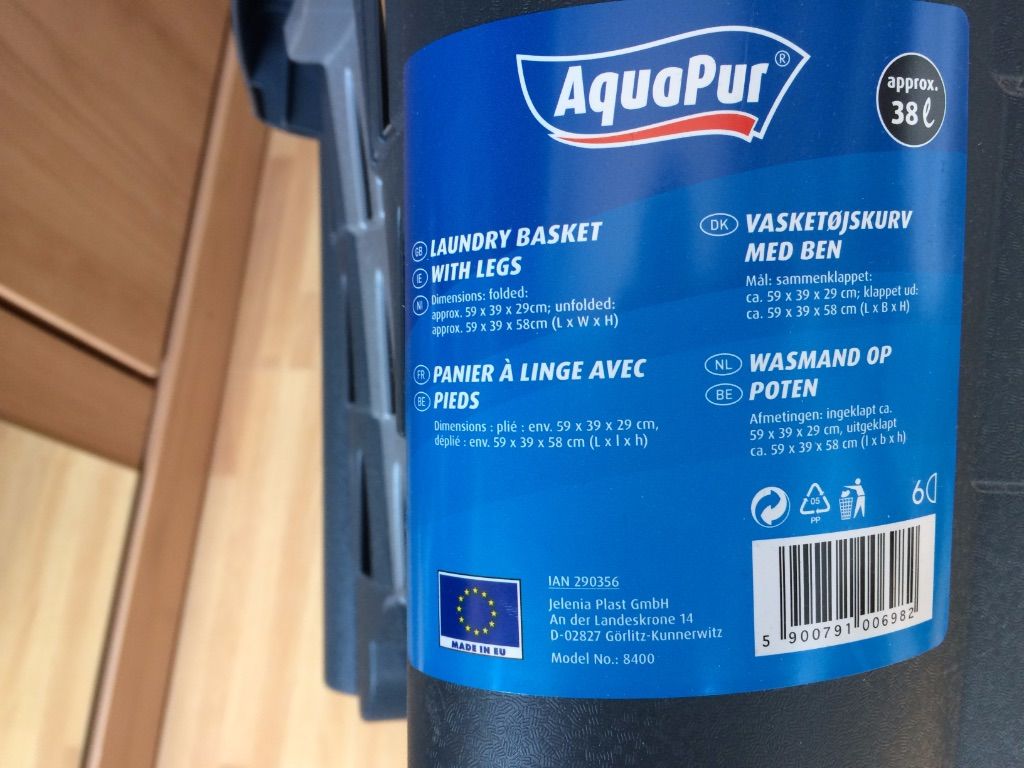 AquaPur®
approx.
38 ℓ
GB LAUNDRY BASKET
IE WITH LEGS
NI Dimensions: folded:
approx. 59 x 39 x 29cm; unfolded:
approx. 59 x 39 x 58cm (L x W x H)
FR PANIER À LINGE AVEC
BE PIEDS
Dimensions : plié : env. 59 x 39 x 29 cm,
déplié : env. 59 x 39 x 58 cm (L x l x h)
DK VASKETØJSKURV
MED BEN
Mål: sammenklappet:
ca. 59 x 39 x 29 cm; klappet ud:
ca. 59 x 39 x 58 cm (L x B x H)
NL WASMAND OP
BE POTEN
Afmetingen: ingeklapt ca.
59 x 39 x 29 cm, uitgeklapt
ca. 59 x 39 x 58 cm (l x b x h)
05
PP
6
MADE IN EU
IAN 290356
Jelenia Plast GmbH
An der Landeskrone 14
D-02827 Görlitz-Kunnerwitz
Model No.: 8400
5 900791 006982